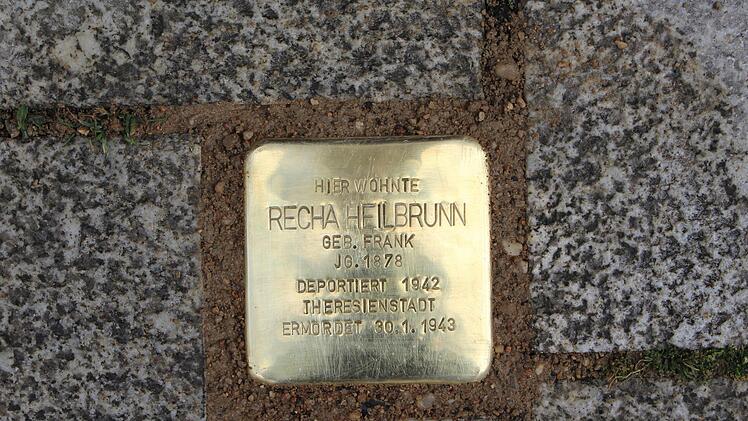 HIER WOHNTE
RECHA HEILBRUNN
GEB. FRANK
JG. 1878
DEPORTIERT 1942
THERESIENSTADT
ERMORDET 30.1.1943